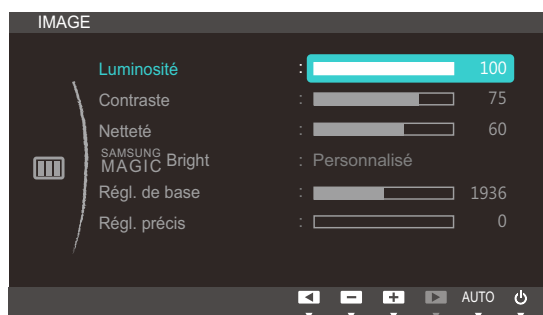 IMAGE
Luminosité : 100
Contraste : 75
Netteté : 60
SAMSUNG MAGIC Bright : Personnalisé
Régl. de base : 1936
Régl. précis : 0
AUTO